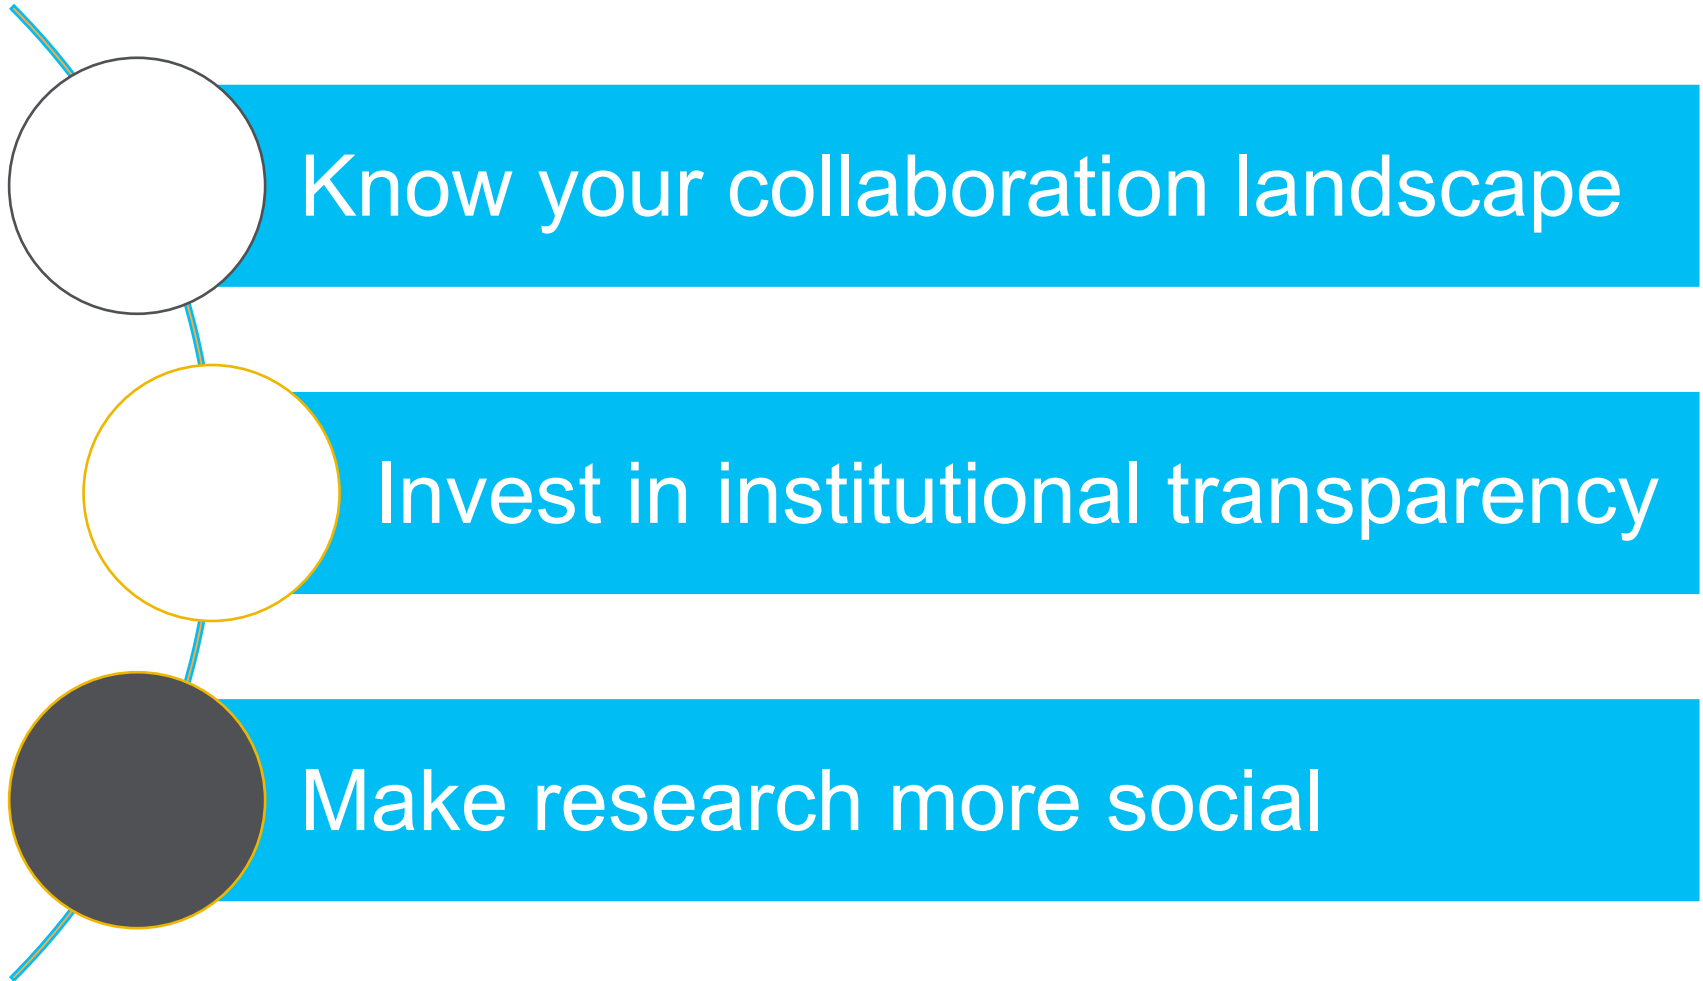 Know your collaboration landscape
Invest in institutional transparency
Make research more social